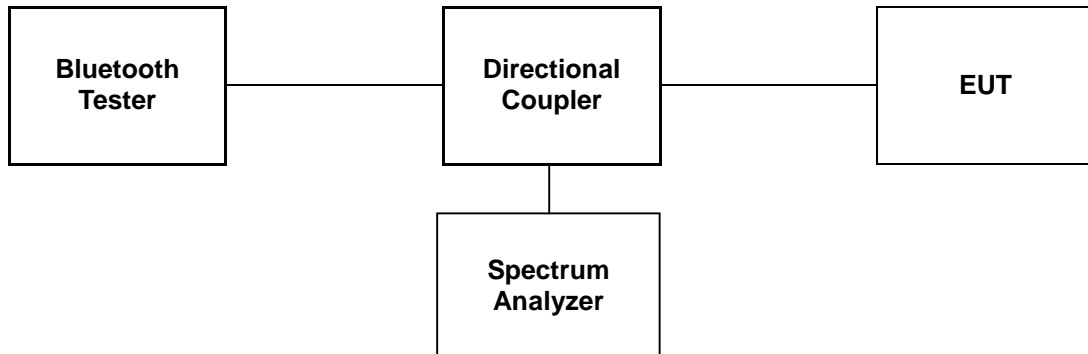 Bluetooth
Tester
Directional
Coupler
EUT
Spectrum
Analyzer